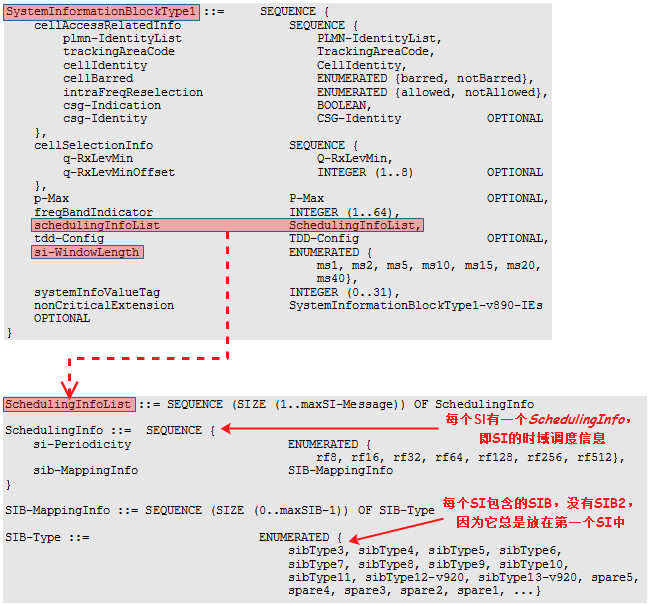 SystemInformationBlockType1 ::= SEQUENCE {
cellAccessRelatedInfo SEQUENCE {
plmn-IdentityList PLMN-IdentityList,
trackingAreaCode TrackingAreaCode,
cellIdentity CellIdentity,
cellBarred ENUMERATED {barred, notBarred},
intraFreqReselection ENUMERATED {allowed, notAllowed},
csg-Indication BOOLEAN,
csg-Identity CSG-Identity OPTIONAL
},
cellSelectionInfo SEQUENCE {
q-RxLevMin Q-RxLevMin,
q-RxLevMinOffset INTEGER (1..8) OPTIONAL
},
p-Max P-Max OPTIONAL,
freqBandIndicator INTEGER (1..64),
schedulingInfoList SchedulingInfoList,
tdd-Config TDD-Config OPTIONAL,
si-WindowLength ENUMERATED {
ms1, ms2, ms5, ms10, ms15, ms20,
ms40},
systemInfoValueTag INTEGER (0..31),
nonCriticalExtension SystemInformationBlockType1-v890-IEs
OPTIONAL
}
SchedulingInfoList ::= SEQUENCE (SIZE (1..maxSI-Message)) OF SchedulingInfo
每个SI有一个SchedulingInfo,
即SI的时域调度信息
SchedulingInfo ::= SEQUENCE {
si-Periodicity ENUMERATED {
rf8, rf16, rf32, rf64, rf128, rf256, rf512},
sib-MappingInfo SIB-MappingInfo
}
每个SI包含的SIB，没有SIB2，
因为它总是放在第一个SI中
SIB-MappingInfo ::= SEQUENCE (SIZE (0..maxSIB-1)) OF SIB-Type
SIB-Type ::= ENUMERATED {
sibType3, sibType4, sibType5, sibType6,
sibType7, sibType8, sibType9, sibType10,
sibType11, sibType12-v920, sibType13-v920, spare5,
spare4, spare3, spare2, spare1, ...}